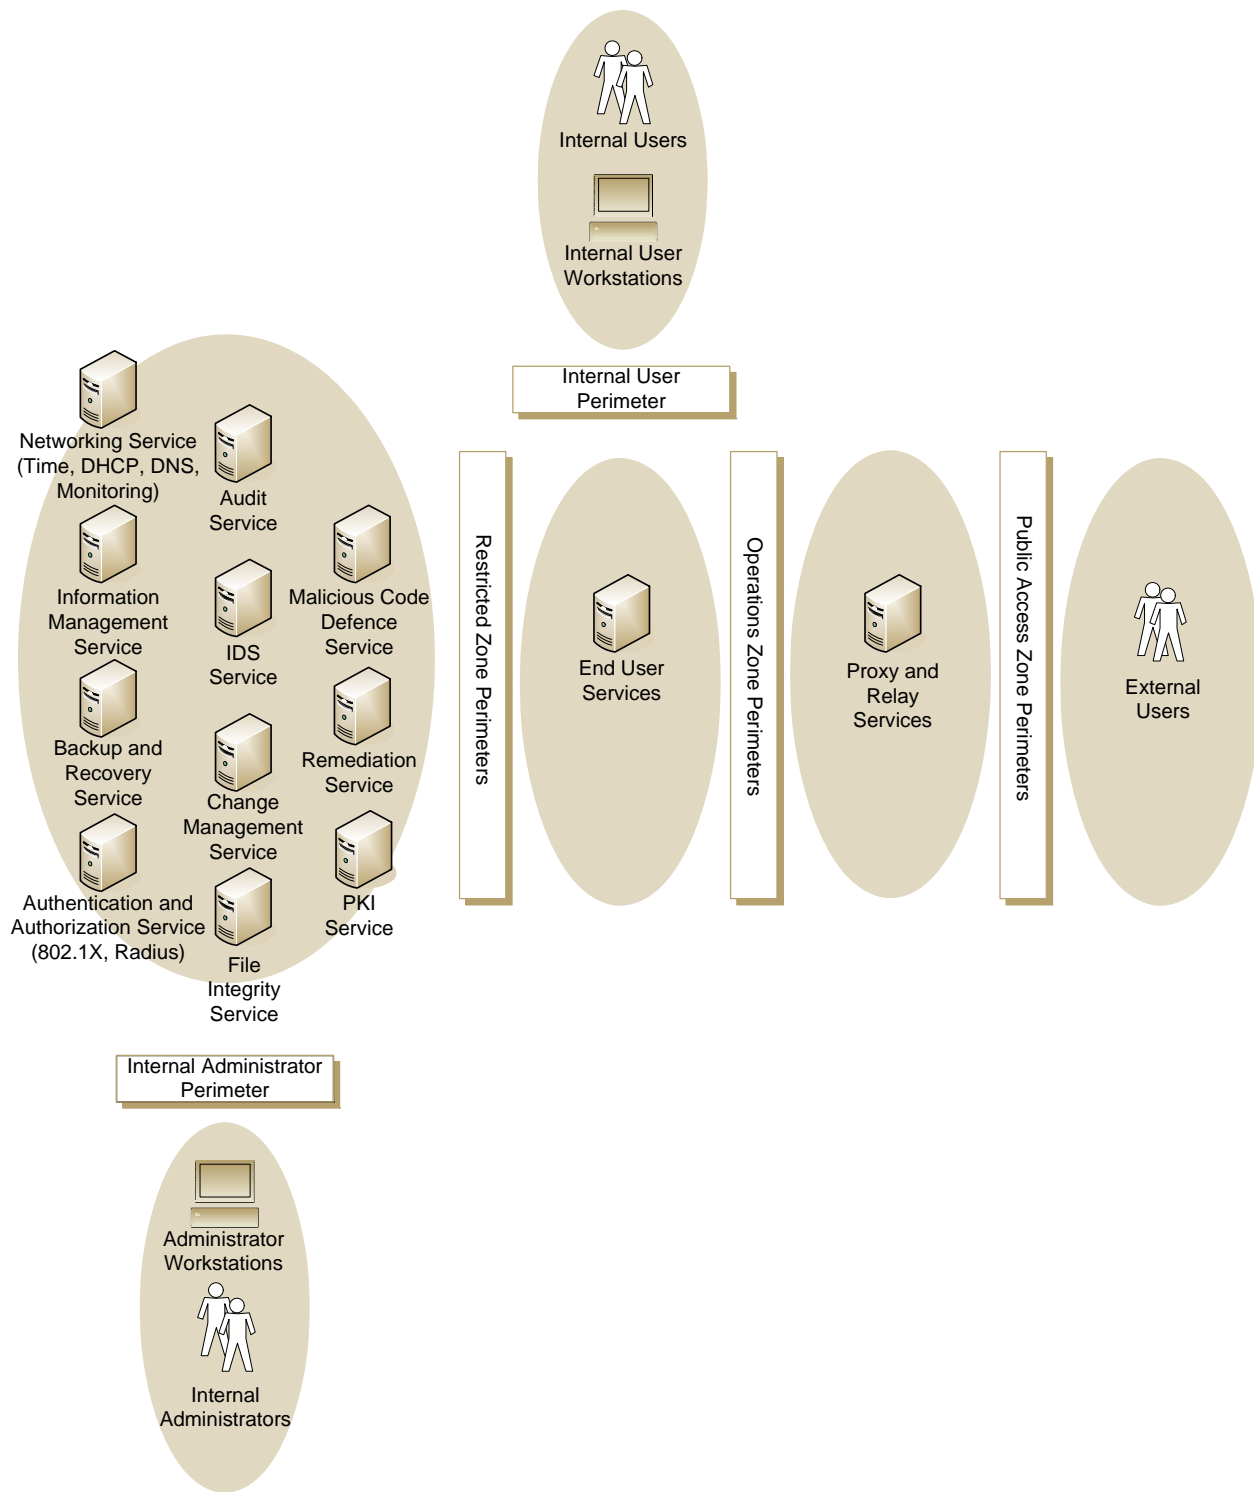 Internal Users
Internal User
Workstations
Internal User
Perimeter
Networking Service
(Time, DHCP, DNS,
Monitoring)
Audit
Service
Information
Management
Service
IDS
Service
Malicious Code
Defence
Service
Backup and
Recovery
Service
Change
Management
Service
Remediation
Service
Authentication and
Authorization Service
(802.1X, Radius)
File
Integrity
Service
PKI
Service
Restricted Zone Perimeters
End User
Services
Operations Zone Perimeters
Proxy and
Relay
Services
Public Access Zone Perimeters
External
Users
Internal Administrator
Perimeter
Administrator
Workstations
Internal
Administrators